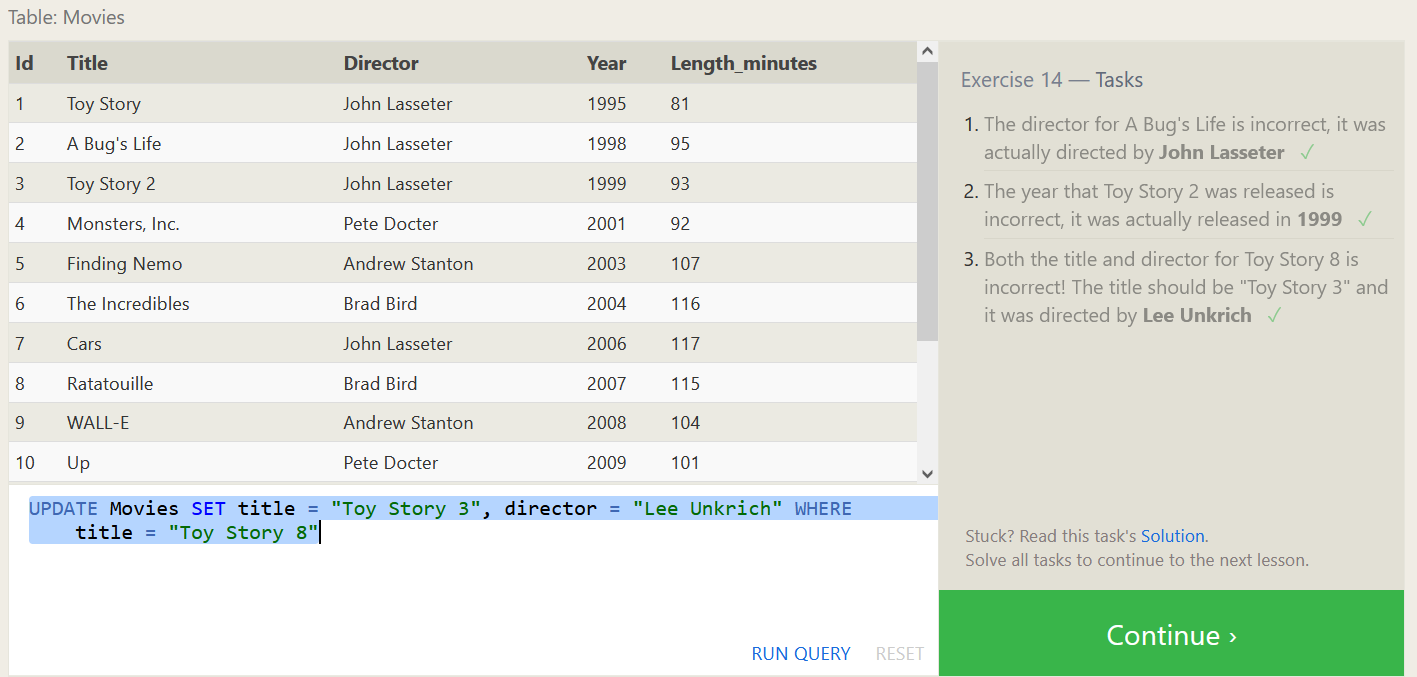 Table: Movies
Id Title Director Year Length_minutes
1 Toy Story John Lasseter 1995 81
2 A Bug's Life John Lasseter 1998 95
3 Toy Story 2 John Lasseter 1999 93
4 Monsters, Inc. Pete Docter 2001 92
5 Finding Nemo Andrew Stanton 2003 107
6 The Incredibles Brad Bird 2004 116
7 Cars John Lasseter 2006 117
8 Ratatouille Brad Bird 2007 115
9 WALL-E Andrew Stanton 2008 104
10 Up Pete Docter 2009 101
UPDATE Movies SET title = "Toy Story 3", director = "Lee Unkrich" WHERE
title = "Toy Story 8"
RUN QUERY RESET
Exercise 14 — Tasks
1. The director for A Bug's Life is incorrect, it was
actually directed by John Lasseter ✓
2. The year that Toy Story 2 was released is
incorrect, it was actually released in 1999 ✓
3. Both the title and director for Toy Story 8 is
incorrect! The title should be "Toy Story 3" and
it was directed by Lee Unkrich ✓
Stuck? Read this task's Solution.
Solve all tasks to continue to the next lesson.
Continue ›